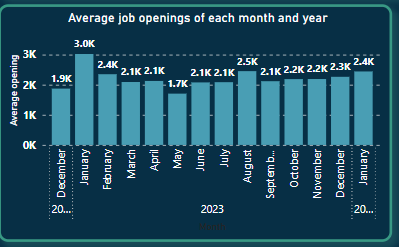 Average job openings of each month and year
Average opening
3K
2K
1K
0K
1.9K
3.0K
2.4K
2.1K
2.1K
1.7K
2.1K
2.1K
2.5K
2.1K
2.2K
2.2K
2.3K
2.4K
December
January
February
March
April
May
June
July
August
Septemb...
October
November
December
January
20...
2023
20...